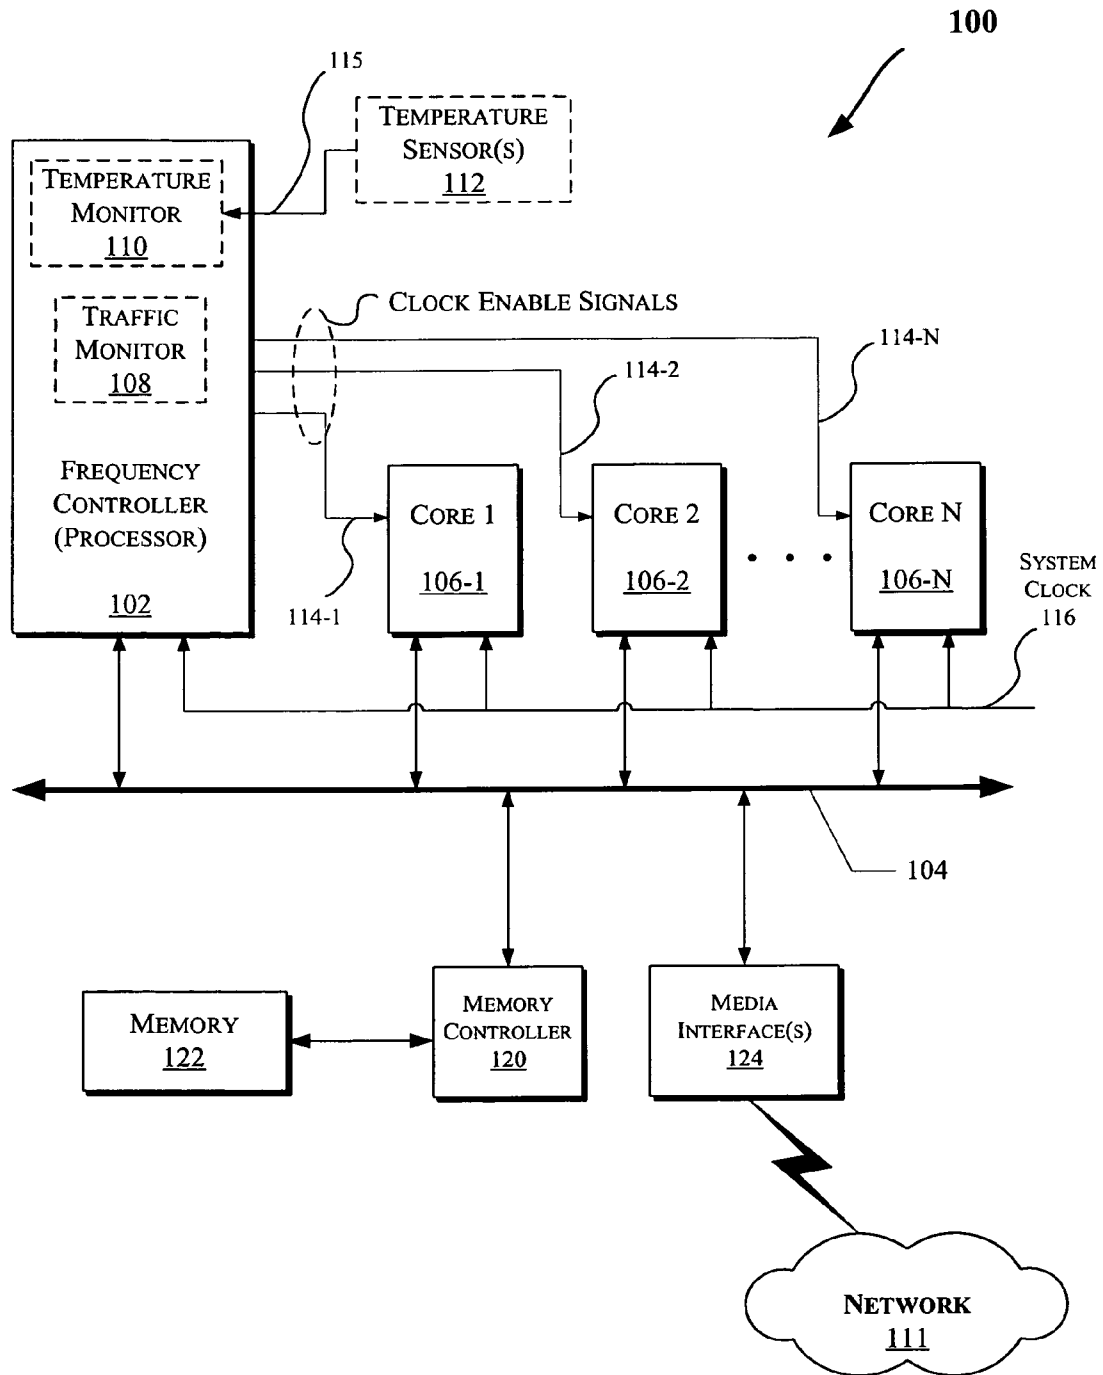 100
115
TEMPERATURE
SENSOR(S)
112
TEMPERATURE
MONITOR
110
CLOCK ENABLE SIGNALS
TRAFFIC
MONITOR
108
114-N
114-2
FREQUENCY
CONTROLLER
(PROCESSOR)
102
CORE 1
106-1
CORE 2
106-2
• • •
CORE N
106-N
114-1
SYSTEM
CLOCK
116
104
MEMORY
122
MEMORY
CONTROLLER
120
MEDIA
INTERFACE(S)
124
NETWORK
111